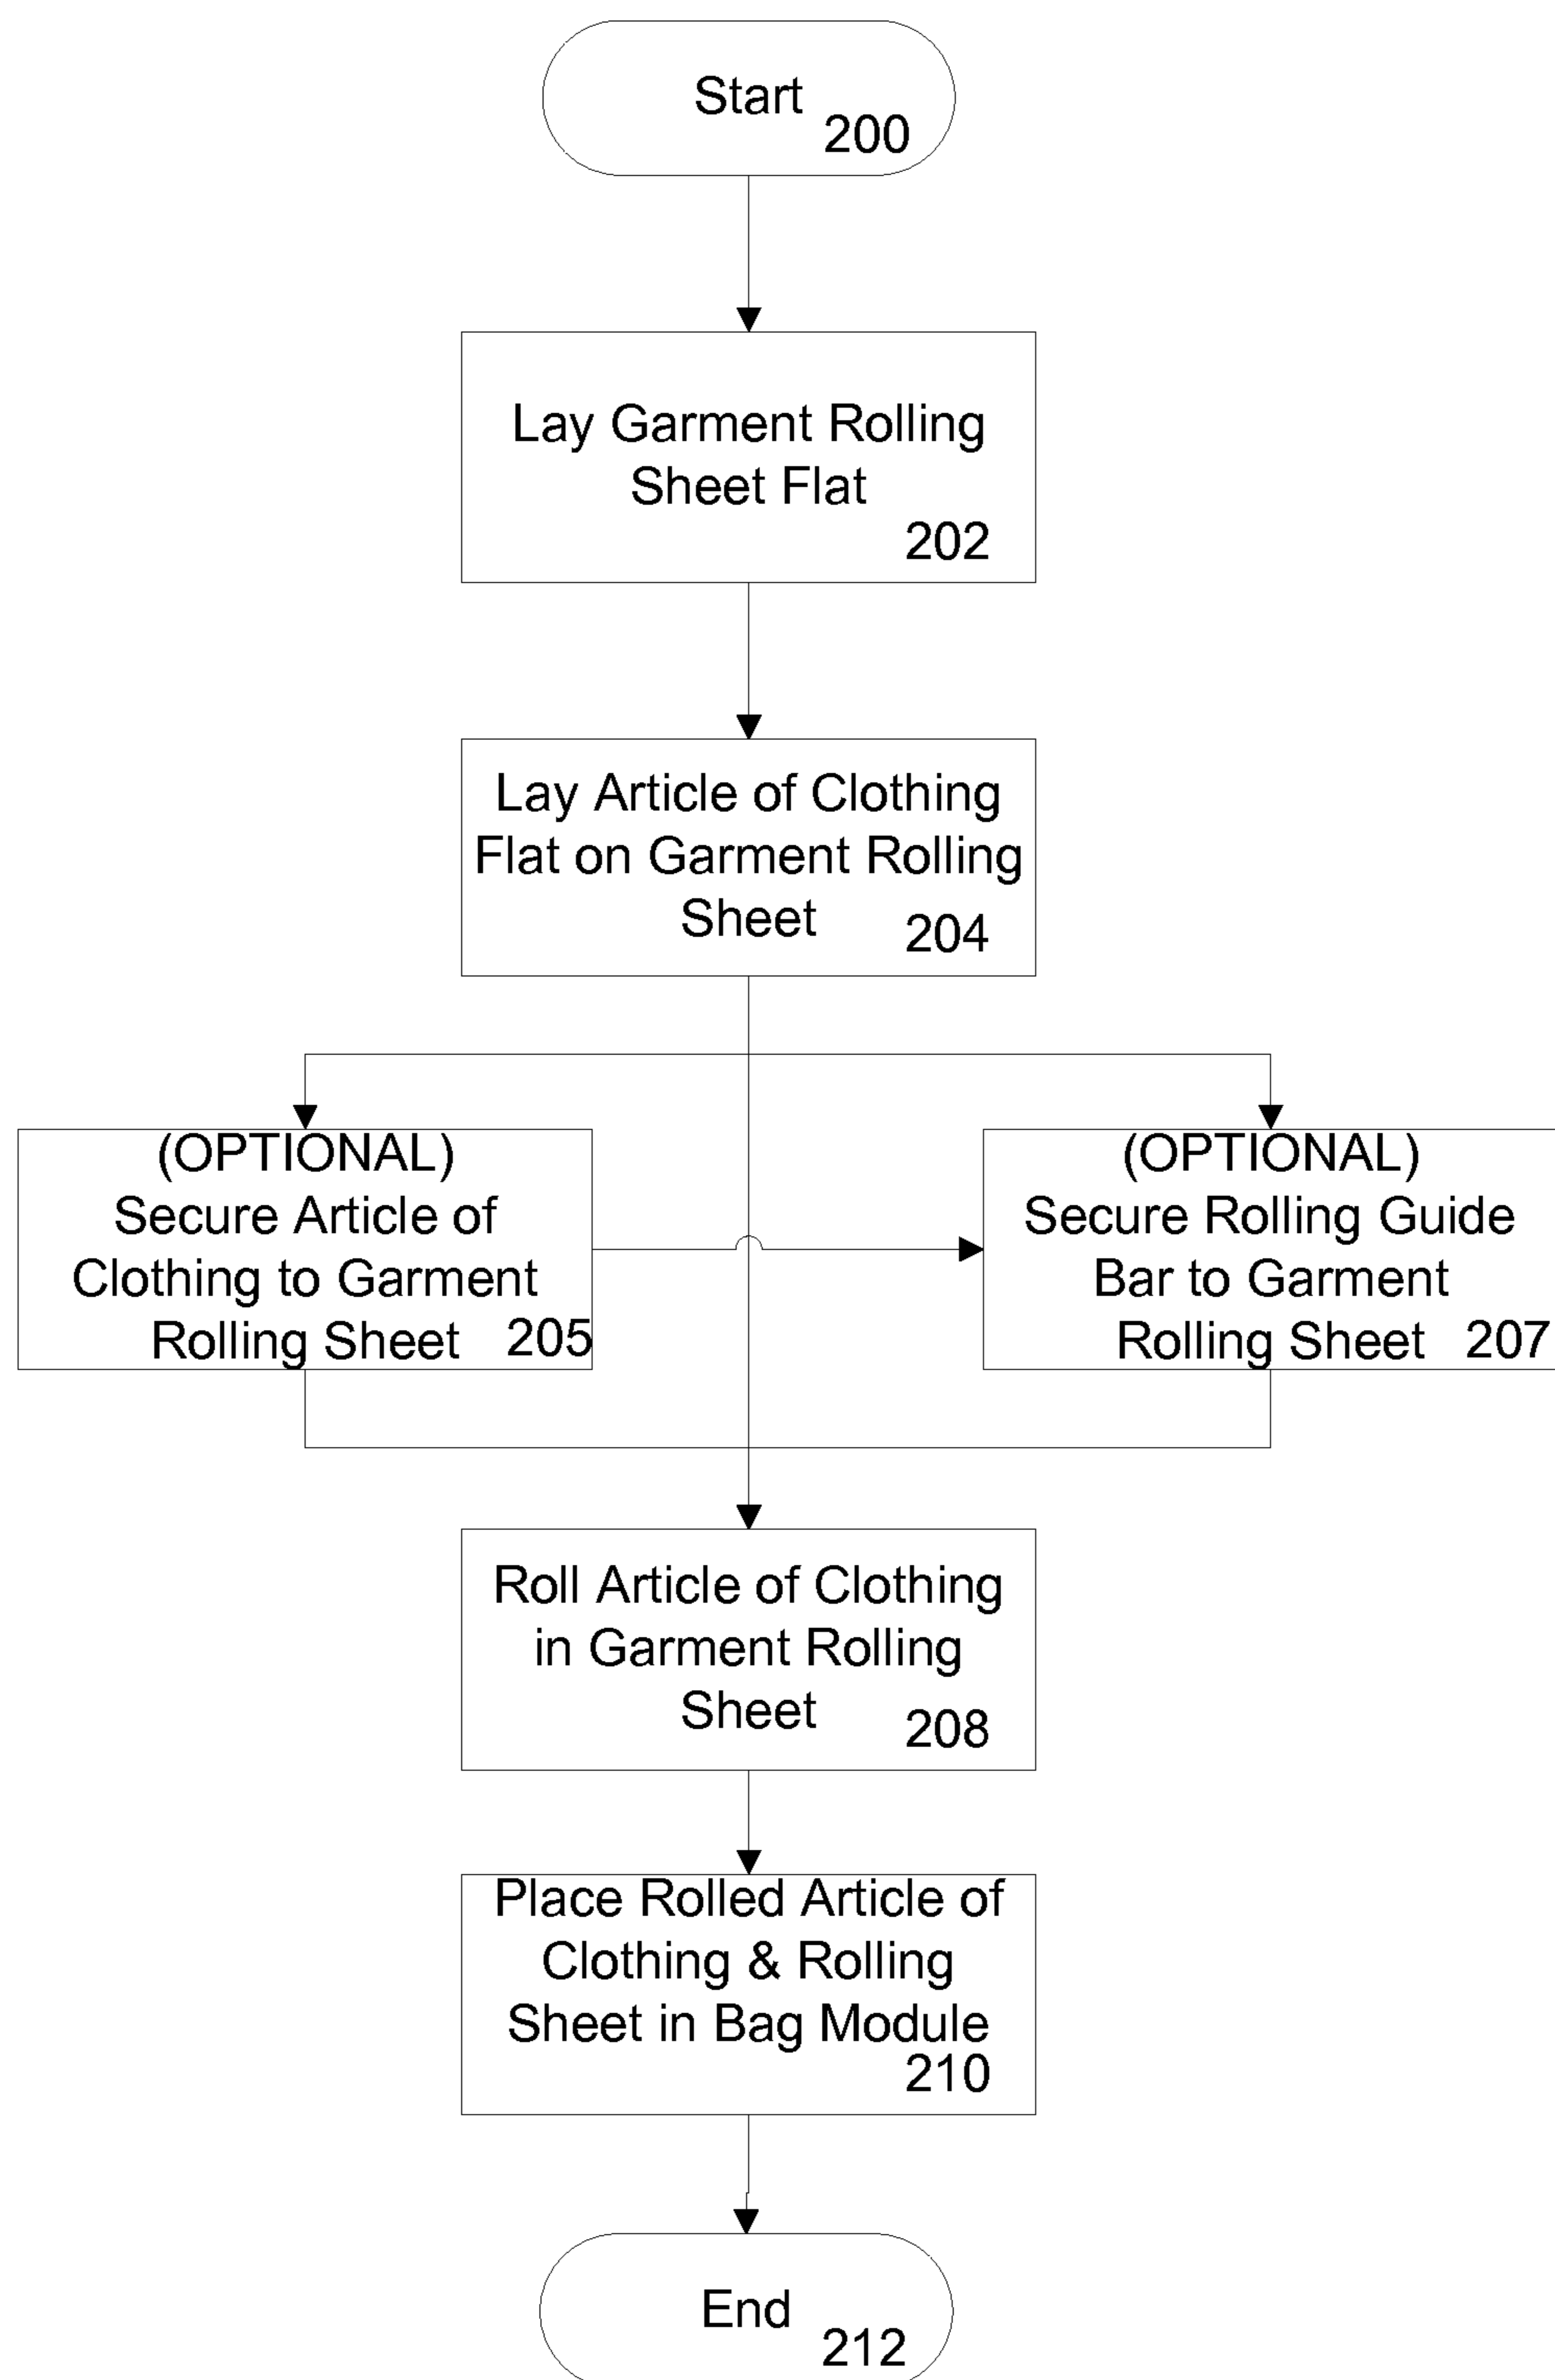 Start
200
Lay Garment Rolling
Sheet Flat
202
Lay Article of Clothing
Flat on Garment Rolling
Sheet 204
(OPTIONAL)
Secure Article of
Clothing to Garment
Rolling Sheet 205
(OPTIONAL)
Secure Rolling Guide
Bar to Garment
Rolling Sheet 207
Roll Article of Clothing
in Garment Rolling
Sheet 208
Place Rolled Article of
Clothing & Rolling
Sheet in Bag Module
210
End
212